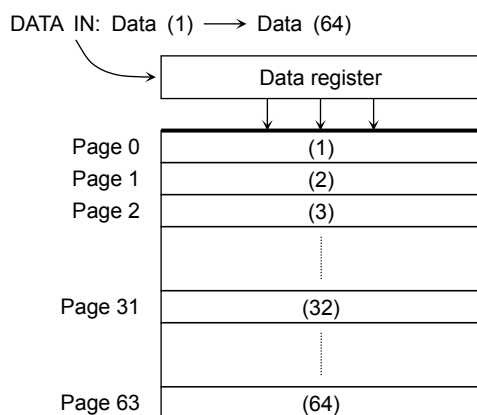 DATA IN: Data (1) Data (64)
Data register
Page 0 (1)
Page 1 (2)
Page 2 (3)
Page 31 (32)
Page 63 (64)